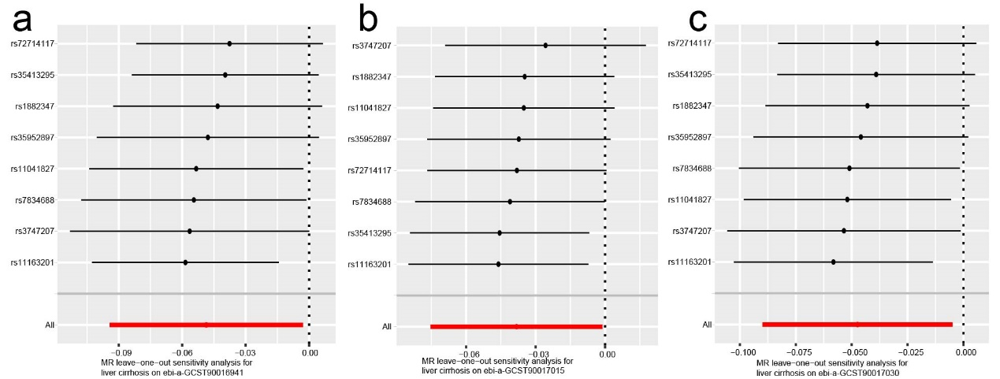 a
rs72714117
rs35413295
rs1882347
rs35952897
rs11041827
rs7834688
rs3747207
rs11163201
All
−0.09 −0.06 −0.03 0.00
MR leave−one−out sensitivity analysis for
liver cirrhosis on ebi-a-GCST90016941
b
rs3747207
rs1882347
rs11041827
rs35952897
rs72714117
rs7834688
rs35413295
rs11163201
All
−0.06 −0.03 0.00
MR leave−one−out sensitivity analysis for
liver cirrhosis on ebi-a-GCST90017015
c
rs72714117
rs35413295
rs1882347
rs35952897
rs7834688
rs11041827
rs3747207
rs11163201
All
−0.100 −0.075 −0.050 −0.025 0.000
MR leave−one−out sensitivity analysis for
liver cirrhosis on ebi-a-GCST90017030